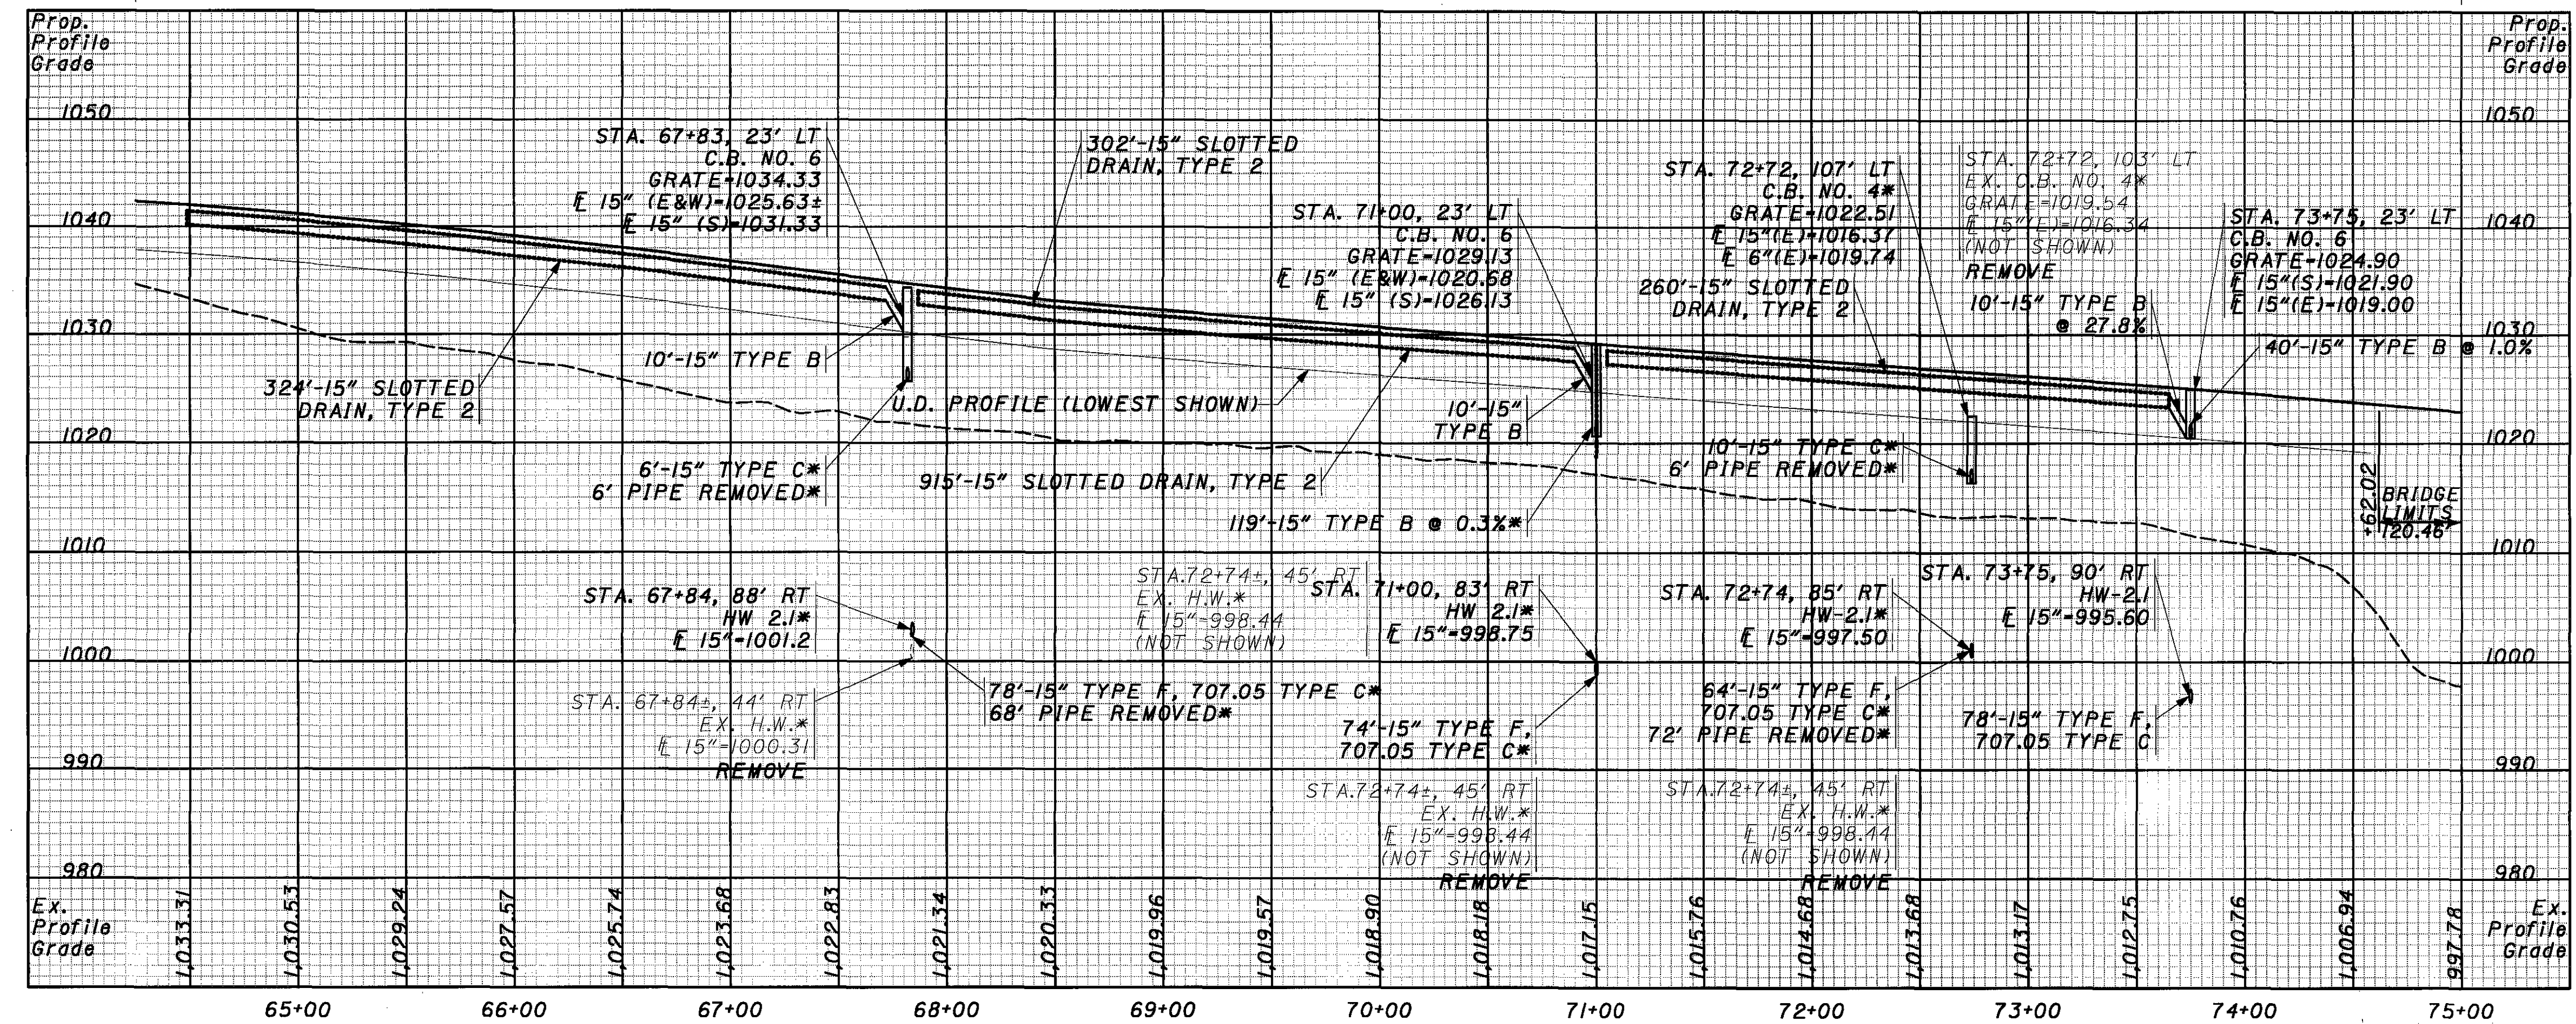 Prop.
Profile
Grade
Prop.
Profile
Grade
1050
1040
1030
1020
1010
1000
990
980
1050
1040
1030
1020
1010
1000
990
980
STA. 67+83, 23' LT
C.B. NO. 6
GRATE=1034.33
℄ 15" (E&W)=1025.63±
℄ 15" (S)=1031.33
302'-15" SLOTTED
DRAIN, TYPE 2
STA. 71+00, 23' LT
C.B. NO. 6
GRATE=1029.13
℄ 15" (E&W)=1020.68
℄ 15" (S)=1026.13
STA. 72+72, 107' LT
C.B. NO. 4*
GRATE=1022.51
℄ 15"(E)=1016.37
℄ 6"(E)=1019.74
STA. 72+72, 103' LT
EX. C.B. NO. 4*
GRATE=1019.54
℄ 15"(E)=1016.34
(NOT SHOWN)
REMOVE
STA. 73+75, 23' LT
C.B. NO. 6
GRATE=1024.90
℄ 15"(S)=1021.90
℄ 15"(E)=1019.00
260'-15" SLOTTED
DRAIN, TYPE 2
10'-15" TYPE B
@ 27.8%
40'-15" TYPE B @ 1.0%
10'-15" TYPE B
324'-15" SLOTTED
DRAIN, TYPE 2
U.D. PROFILE (LOWEST SHOWN)
10'-15"
TYPE B
6'-15" TYPE C*
6' PIPE REMOVED*
915'-15" SLOTTED DRAIN, TYPE 2
10'-15" TYPE C*
6' PIPE REMOVED*
119'-15" TYPE B @ 0.3%*
+62.02
BRIDGE
LIMITS
120.46'
STA. 67+84, 88' RT
HW 2.1*
℄ 15"=1001.2
STA.72+74±, 45' RT
EX. H.W.*
℄ 15"=998.44
(NOT SHOWN)
STA. 71+00, 83' RT
HW 2.1*
℄ 15"=998.75
STA. 72+74, 85' RT
HW-2.1*
℄ 15"=997.50
STA. 73+75, 90' RT
HW-2.1
℄ 15"=995.60
STA. 67+84±, 44' RT
EX. H.W.*
℄ 15"=1000.31
REMOVE
78'-15" TYPE F, 707.05 TYPE C*
68' PIPE REMOVED*
74'-15" TYPE F,
707.05 TYPE C*
64'-15" TYPE F,
707.05 TYPE C*
72' PIPE REMOVED*
78'-15" TYPE F,
707.05 TYPE C
STA.72+74±, 45' RT
EX. H.W.*
℄ 15"=998.44
(NOT SHOWN)
REMOVE
STA.72+74±, 45' RT
EX. H.W.*
℄ 15"=998.44
(NOT SHOWN)
REMOVE
Ex.
Profile
Grade
1,033.31
1,030.53
1,029.24
1,027.57
1,025.74
1,023.68
1,022.83
1,021.34
1,020.33
1,019.96
1,019.57
1,018.90
1,018.18
1,017.15
1,015.76
1,014.68
1,013.68
1,013.17
1,012.75
1,010.76
1,006.94
997.78
Ex.
Profile
Grade
65+00
66+00
67+00
68+00
69+00
70+00
71+00
72+00
73+00
74+00
75+00